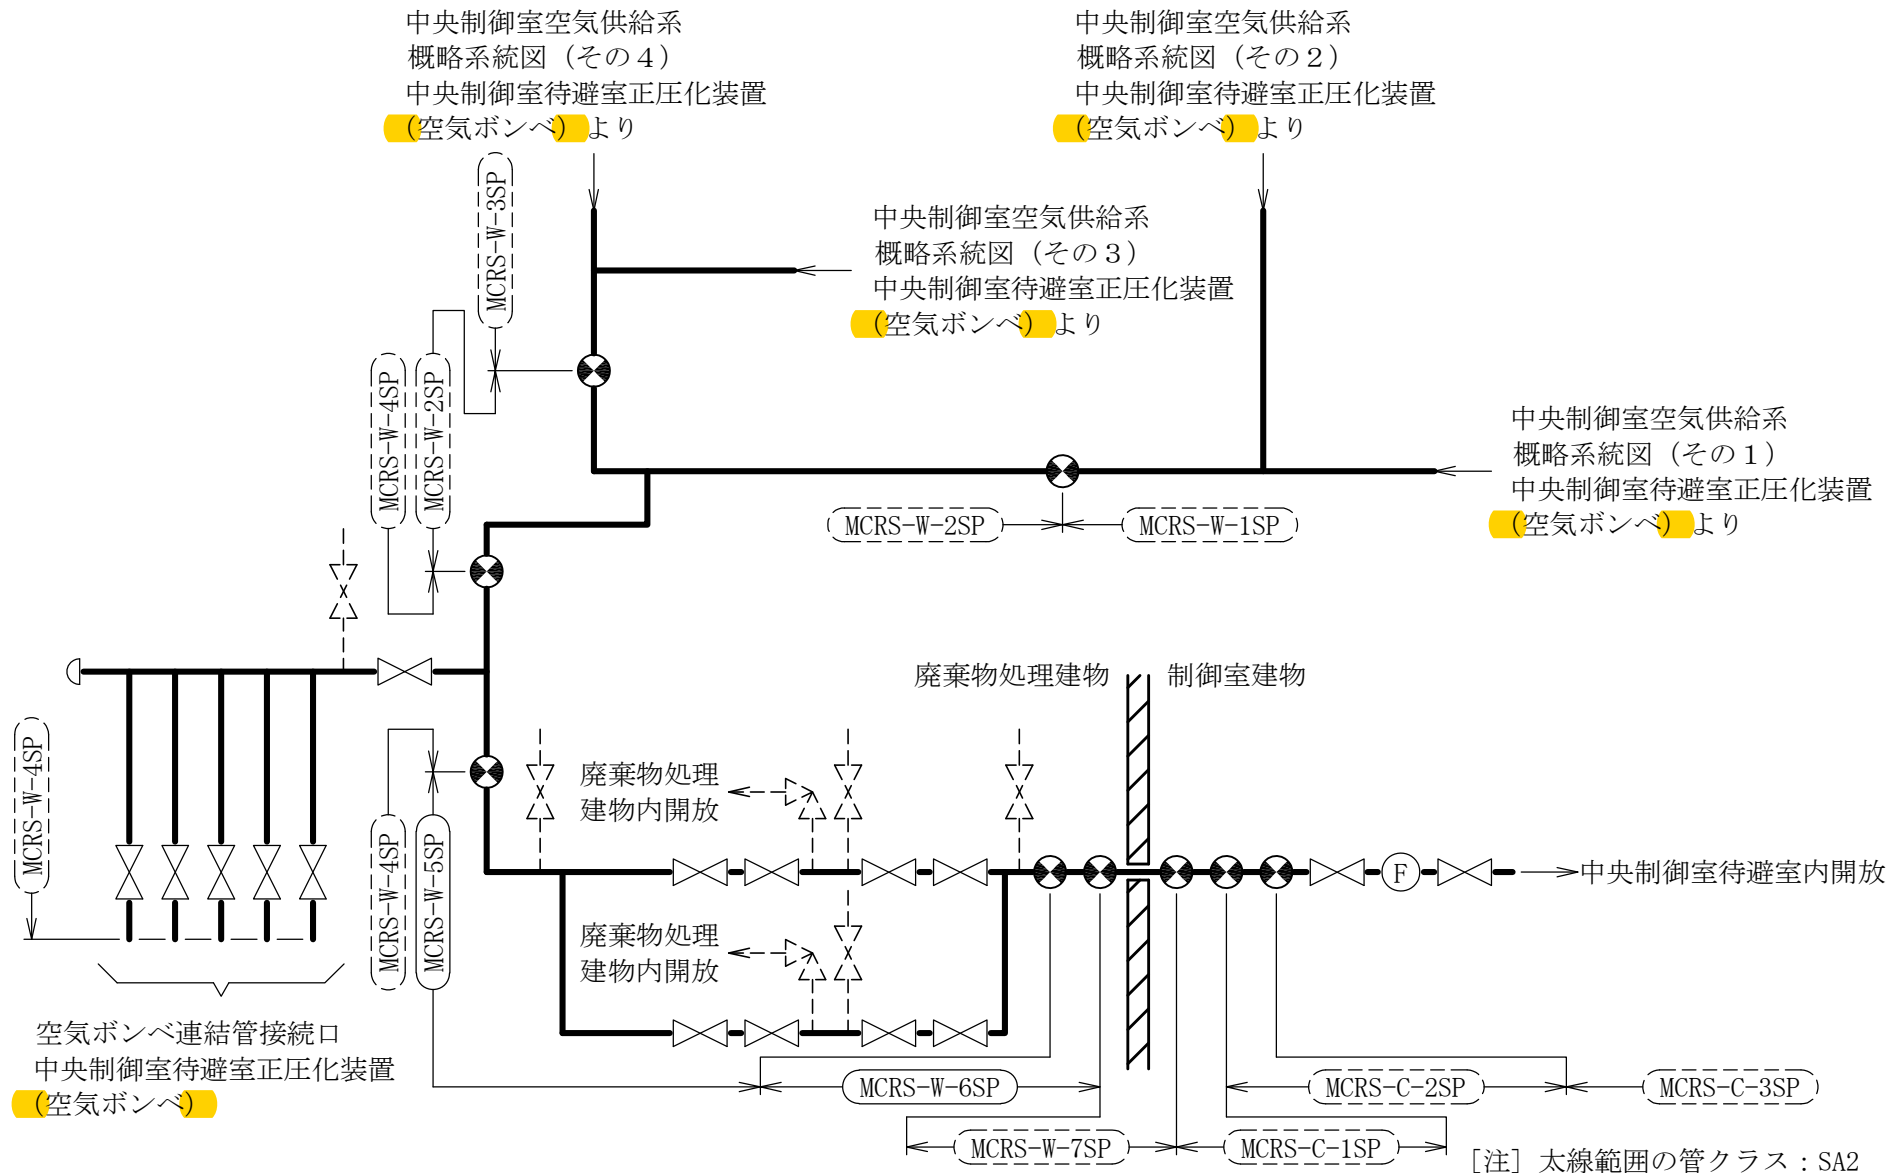 中央制御室空気供給系
概略系統図（その４）
中央制御室待避室正圧化装置
（空気ボンベ）より
中央制御室空気供給系
概略系統図（その２）
中央制御室待避室正圧化装置
（空気ボンベ）より
MCRS-W-3SP
中央制御室空気供給系
概略系統図（その３）
中央制御室待避室正圧化装置
（空気ボンベ）より
MCRS-W-4SP
MCRS-W-2SP
中央制御室空気供給系
概略系統図（その１）
中央制御室待避室正圧化装置
（空気ボンベ）より
MCRS-W-2SP
MCRS-W-1SP
廃棄物処理建物
制御室建物
MCRS-W-4SP
廃棄物処理
建物内開放
MCRS-W-4SP
MCRS-W-5SP
F
中央制御室待避室内開放
廃棄物処理
建物内開放
空気ボンベ連結管接続口
中央制御室待避室正圧化装置
（空気ボンベ）
MCRS-W-6SP
MCRS-C-2SP
MCRS-C-3SP
MCRS-W-7SP
MCRS-C-1SP
［注］太線範囲の管クラス：SA2